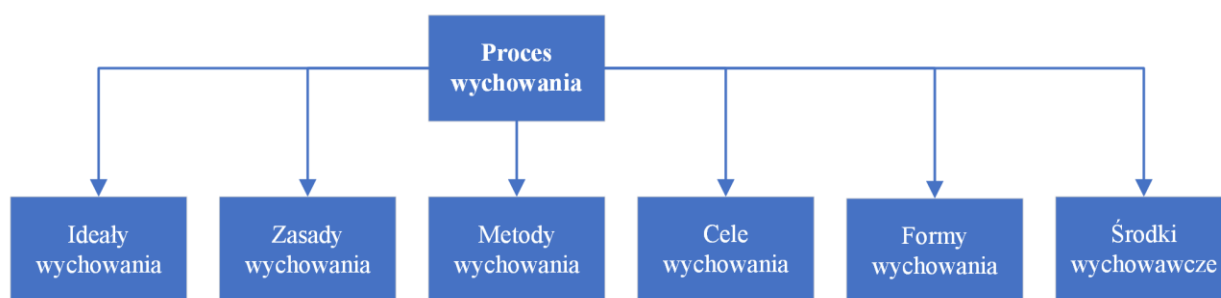 Proces
wychowania
Ideały
wychowania
Zasady
wychowania
Metody
wychowania
Cele
wychowania
Formy
wychowania
Środki
wychowawcze